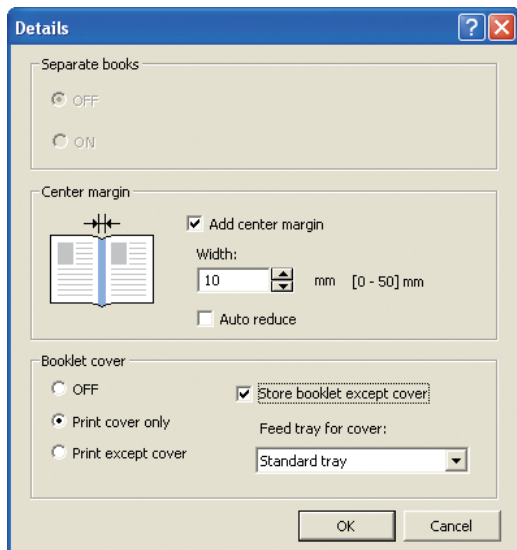 Details
Separate books
OFF
ON
Center margin
Add center margin
Width:
10 mm [0 - 50] mm
Auto reduce
Booklet cover
OFF
Store booklet except cover
Print cover only
Feed tray for cover:
Print except cover
Standard tray
OK Cancel